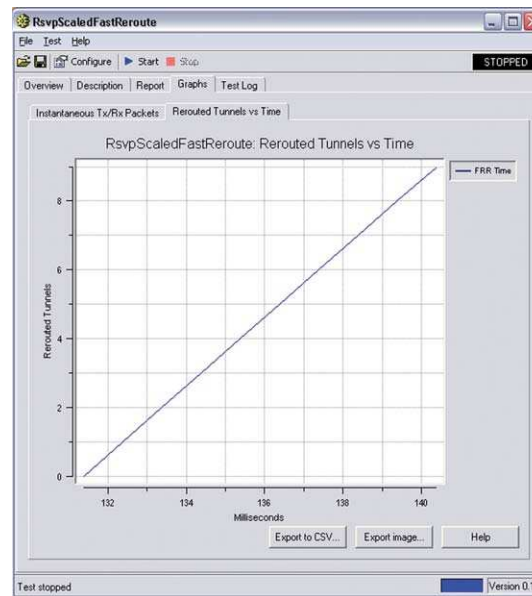 RsvpScaledFastReroute
File Test Help
Configure Start Stop STOPPED
Overview Description Report Graphs Test Log
Instantaneous Tx/Rx Packets Rerouted Tunnels vs Time
RsvpScaledFastReroute: Rerouted Tunnels vs Time
FRR Time
8
6
4
2
0
Rerouted Tunnels
132 134 136 138 140
Milliseconds
Export to CSV... Export image... Help
Test stopped Version 0.1